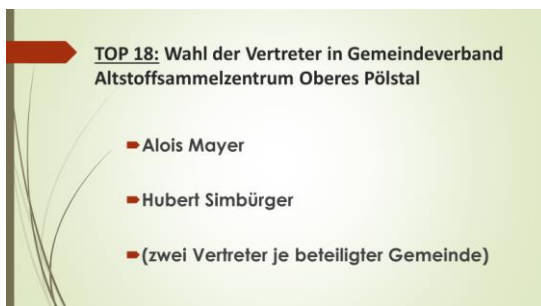 TOP 18: Wahl der Vertreter in Gemeindeverband
Altstoffsammelzentrum Oberes Pölstal
Alois Mayer
Hubert Simbürger
(zwei Vertreter je beteiligter Gemeinde)